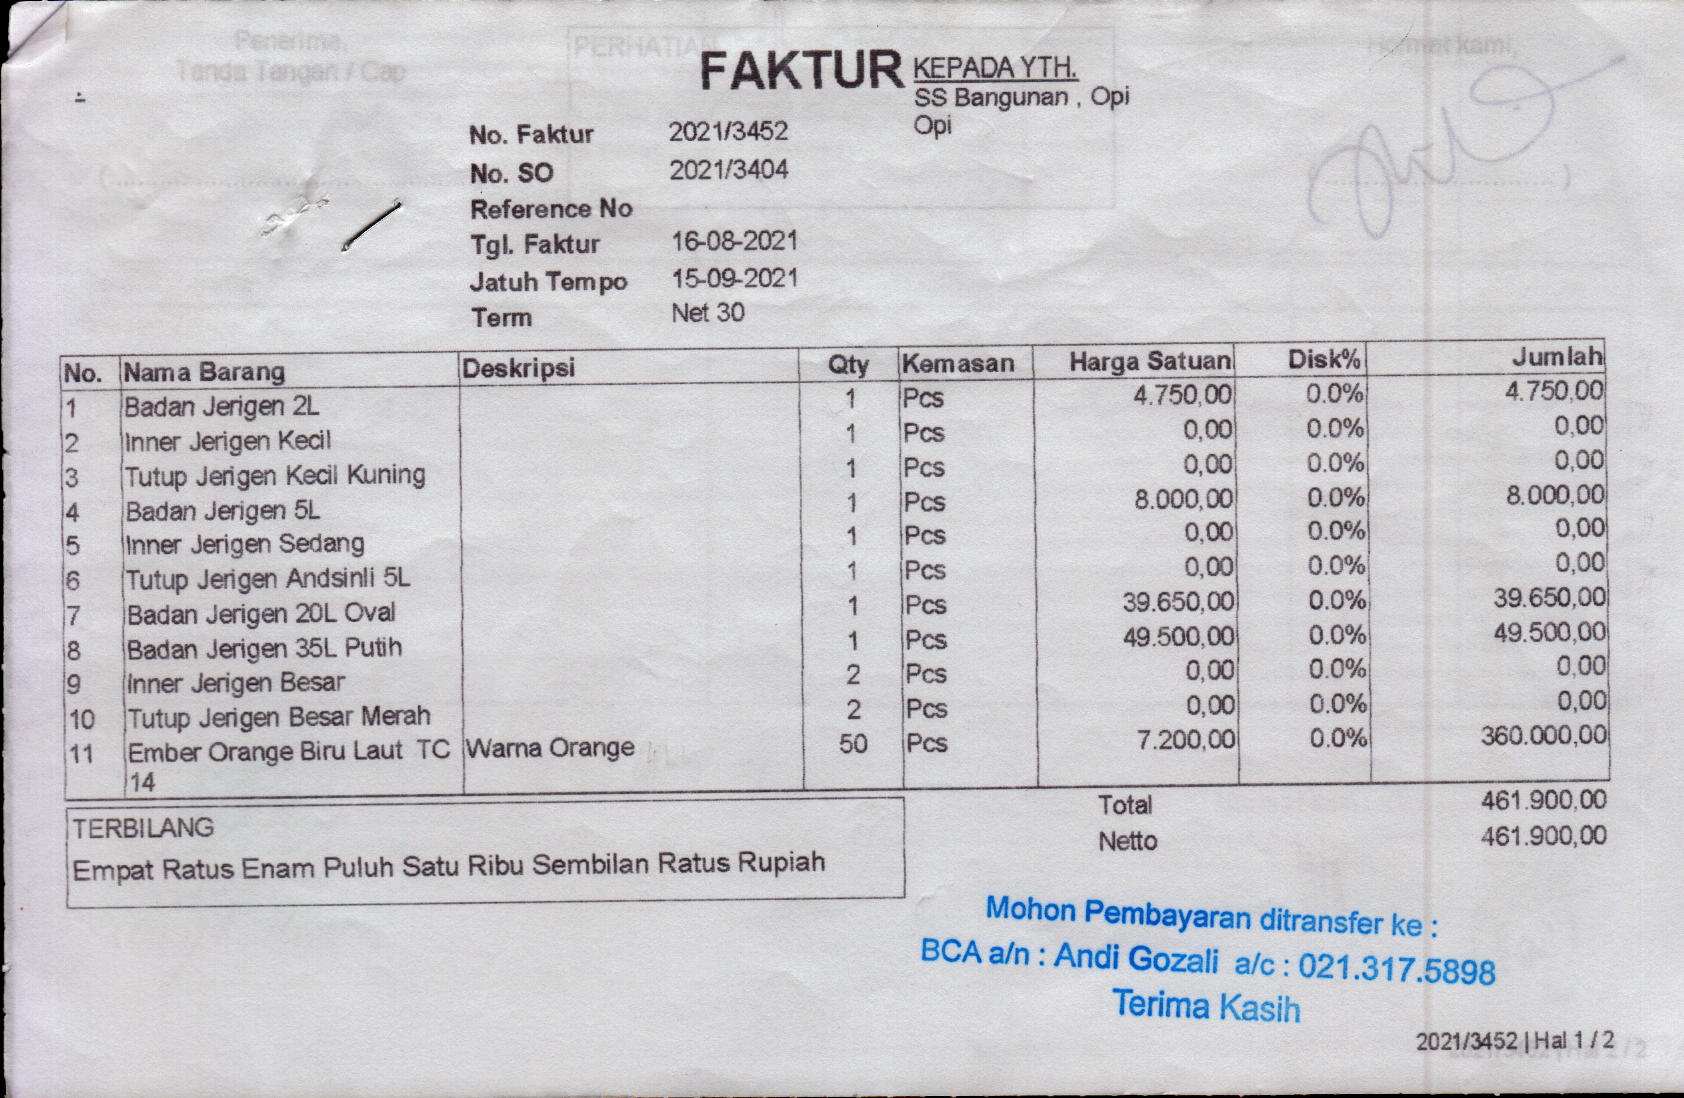 FAKTUR
KEPADA YTH.
SS Bangunan , Opi
Opi
No. Faktur 2021/3452
No. SO 2021/3404
Reference No
Tgl. Faktur 16-08-2021
Jatuh Tempo 15-09-2021
Term Net 30
No. Nama Barang Deskripsi Qty Kemasan Harga Satuan Disk% Jumlah
1 Badan Jerigen 2L 1 Pcs 4.750,00 0.0% 4.750,00
2 Inner Jerigen Kecil 1 Pcs 0,00 0.0% 0,00
3 Tutup Jerigen Kecil Kuning 1 Pcs 0,00 0.0% 0,00
4 Badan Jerigen 5L 1 Pcs 8.000,00 0.0% 8.000,00
5 Inner Jerigen Sedang 1 Pcs 0,00 0.0% 0,00
6 Tutup Jerigen Andsinli 5L 1 Pcs 0,00 0.0% 0,00
7 Badan Jerigen 20L Oval 1 Pcs 39.650,00 0.0% 39.650,00
8 Badan Jerigen 35L Putih 1 Pcs 49.500,00 0.0% 49.500,00
9 Inner Jerigen Besar 2 Pcs 0,00 0.0% 0,00
10 Tutup Jerigen Besar Merah 2 Pcs 0,00 0.0% 0,00
11 Ember Orange Biru Laut TC Warna Orange 50 Pcs 7.200,00 0.0% 360.000,00
14
Total 461.900,00
Netto 461.900,00
TERBILANG
Empat Ratus Enam Puluh Satu Ribu Sembilan Ratus Rupiah
Mohon Pembayaran ditransfer ke :
BCA a/n : Andi Gozali a/c : 021.317.5898
Terima Kasih
2021/3452 | Hal 1 / 2
Penerima,
Tanda Tangan / Cap
PERHATIAN
Hormat kami,